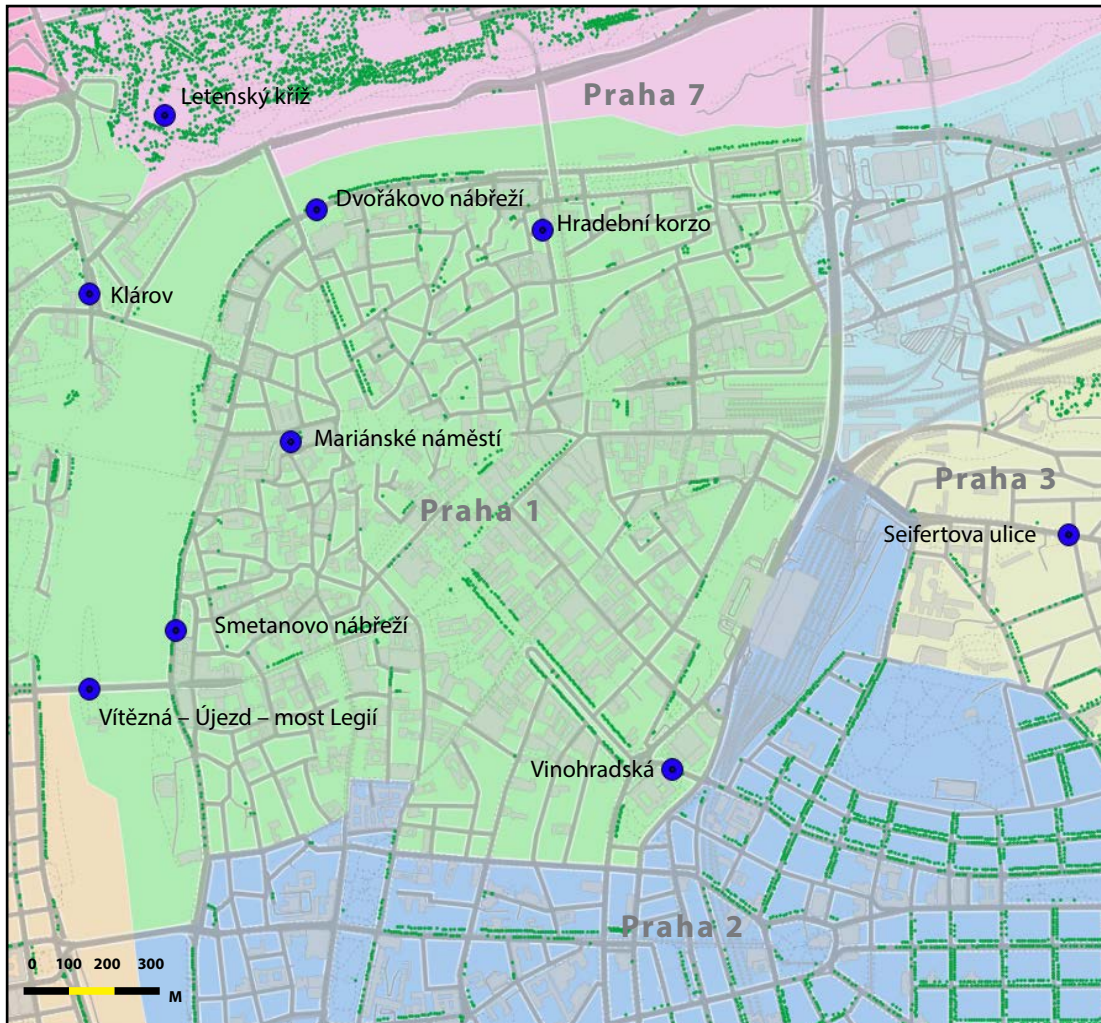 Praha 7
Letenský kříž
Dvořákovo nábřeží
Hradební korzo
Klárov
Mariánské náměstí
Praha 3
Praha 1
Seifertova ulice
Smetanovo nábřeží
Vítězná – Újezd – most Legií
Vinohradská
Praha 2
0 100 200 300
M